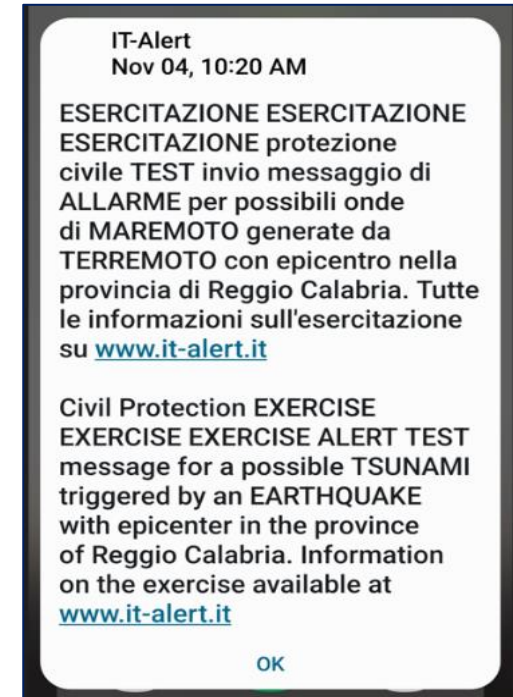 IT-Alert
Nov 04, 10:20 AM
ESERCITAZIONE ESERCITAZIONE
ESERCITAZIONE protezione
civile TEST invio messaggio di
ALLARME per possibili onde
di MAREMOTO generate da
TERREMOTO con epicentro nella
provincia di Reggio Calabria. Tutte
le informazioni sull'esercitazione
su www.it-alert.it
Civil Protection EXERCISE
EXERCISE EXERCISE ALERT TEST
message for a possible TSUNAMI
triggered by an EARTHQUAKE
with epicenter in the province
of Reggio Calabria. Information
on the exercise available at
www.it-alert.it
OK